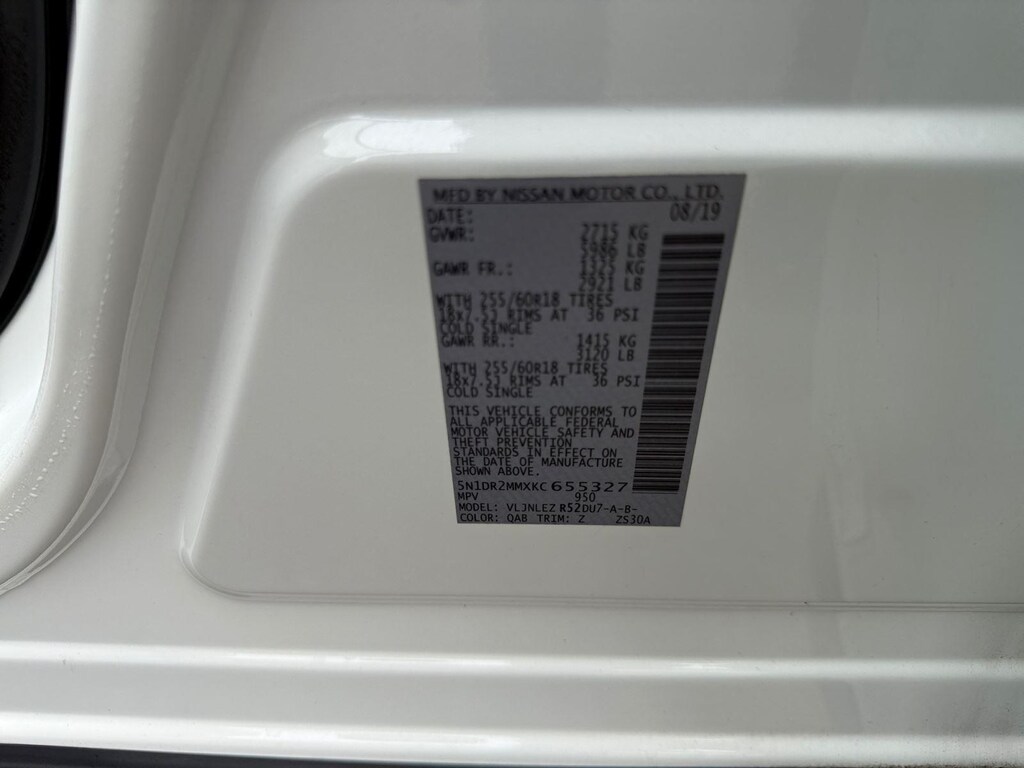 MFD BY NISSAN MOTOR CO., LTD.
DATE: 08/19
GVWR: 2715 KG
5986 LB
GAWR FR.: 1325 KG
2921 LB
WITH 255/60R18 TIRES
18x7.5J RIMS AT 36 PSI
COLD SINGLE
GAWR RR.: 1415 KG
3120 LB
WITH 255/60R18 TIRES
18x7.5J RIMS AT 36 PSI
COLD SINGLE
THIS VEHICLE CONFORMS TO
ALL APPLICABLE FEDERAL
MOTOR VEHICLE SAFETY AND
THEFT PREVENTION
STANDARDS IN EFFECT ON
THE DATE OF MANUFACTURE
SHOWN ABOVE.
5N1DR2MMXKC655327
MPV 950
MODEL: VLJNLEZ R52DU7-A-B-
COLOR: QAB TRIM: Z ZS30A